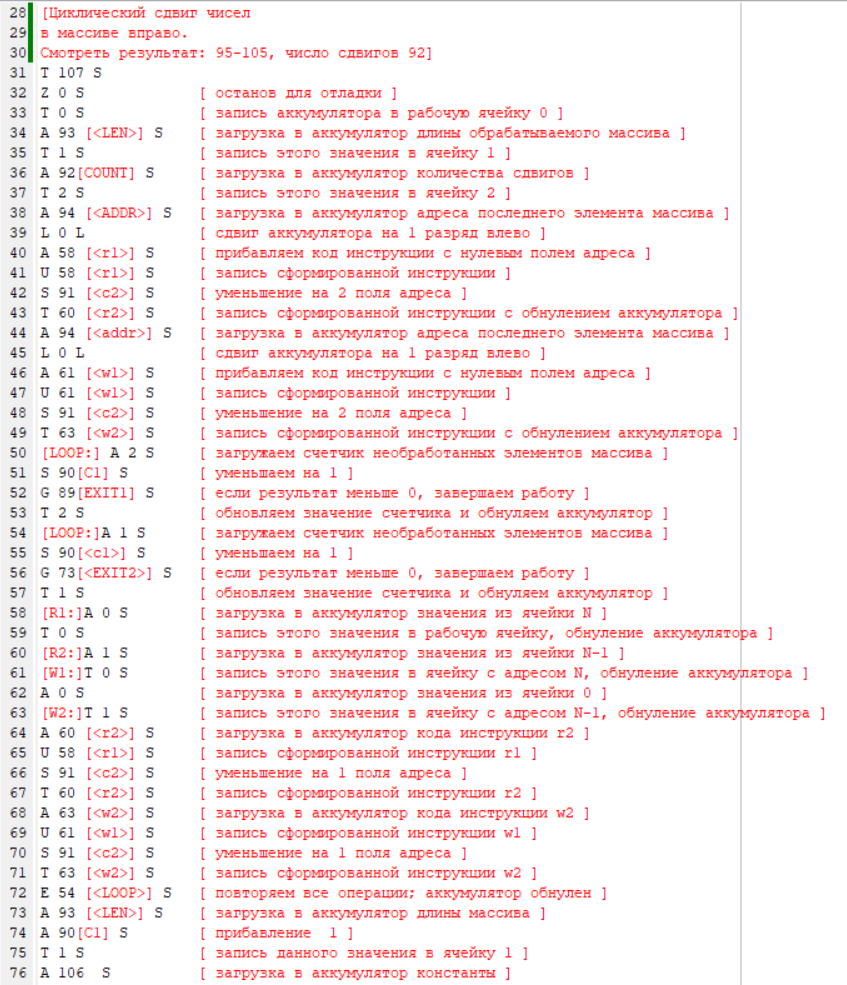 28 [Циклический сдвиг чисел
29 в массиве вправо.
30 Смотреть результат: 95-105, число сдвигов 92]
31 T 107 S
32 Z 0 S [ останов для отладки ]
33 T 0 S [ запись аккумулятора в рабочую ячейку 0 ]
34 A 93 [<LEN>] S [ загрузка в аккумулятор длины обрабатываемого массива ]
35 T 1 S [ запись этого значения в ячейку 1 ]
36 A 92[COUNT] S [ загрузка в аккумулятор количества сдвигов ]
37 T 2 S [ запись этого значения в ячейку 2 ]
38 A 94 [<ADDR>] S [ загрузка в аккумулятор адреса последнего элемента массива ]
39 L 0 L [ сдвиг аккумулятора на 1 разряд влево ]
40 A 58 [<r1>] S [ прибавляем код инструкции с нулевым полем адреса ]
41 U 58 [<r1>] S [ запись сформированной инструкции ]
42 S 91 [<c2>] S [ уменьшение на 2 поля адреса ]
43 T 60 [<r2>] S [ запись сформированной инструкции с обнулением аккумулятора ]
44 A 94 [<addr>] S [ загрузка в аккумулятор адреса последнего элемента массива ]
45 L 0 L [ сдвиг аккумулятора на 1 разряд влево ]
46 A 61 [<w1>] S [ прибавляем код инструкции с нулевым полем адреса ]
47 U 61 [<w1>] S [ запись сформированной инструкции ]
48 S 91 [<c2>] S [ уменьшение на 2 поля адреса ]
49 T 63 [<w2>] S [ запись сформированной инструкции с обнулением аккумулятора ]
50 [LOOP:] A 2 S [ загружаем счетчик необработанных элементов массива ]
51 S 90[C1] S [ уменьшаем на 1 ]
52 G 89[EXIT1] S [ если результат меньше 0, завершаем работу ]
53 T 2 S [ обновляем значение счетчика и обнуляем аккумулятор ]
54 [LOOP:]A 1 S [ загружаем счетчик необработанных элементов массива ]
55 S 90[<c1>] S [ уменьшаем на 1 ]
56 G 73[<EXIT2>] S [ если результат меньше 0, завершаем работу ]
57 T 1 S [ обновляем значение счетчика и обнуляем аккумулятор ]
58 [R1:]A 0 S [ загрузка в аккумулятор значения из ячейки N ]
59 T 0 S [ запись этого значения в рабочую ячейку, обнуление аккумулятора ]
60 [R2:]A 1 S [ загрузка в аккумулятор значения из ячейки N-1 ]
61 [W1:]T 0 S [ запись этого значения в ячейку с адресом N, обнуление аккумулятора ]
62 A 0 S [ загрузка в аккумулятор значения из ячейки 0 ]
63 [W2:]T 1 S [ запись этого значения в ячейку с адресом N-1, обнуление аккумулятора ]
64 A 60 [<r2>] S [ загрузка в аккумулятор кода инструкции r2 ]
65 U 58 [<r1>] S [ запись сформированной инструкции r1 ]
66 S 91 [<c2>] S [ уменьшение на 1 поля адреса ]
67 T 60 [<r2>] S [ запись сформированной инструкции r2 ]
68 A 63 [<w2>] S [ загрузка в аккумулятор кода инструкции w2 ]
69 U 61 [<w1>] S [ запись сформированной инструкции w1 ]
70 S 91 [<c2>] S [ уменьшение на 1 поля адреса ]
71 T 63 [<w2>] S [ запись сформированной инструкции w2 ]
72 E 54 [<LOOP>] S [ повторяем все операции; аккумулятор обнулен ]
73 A 93 [<LEN>] S [ загрузка в аккумулятор длины массива ]
74 A 90[C1] S [ прибавление 1 ]
75 T 1 S [ запись данного значения в ячейку 1 ]
76 A 106 S [ загрузка в аккумулятор константы ]